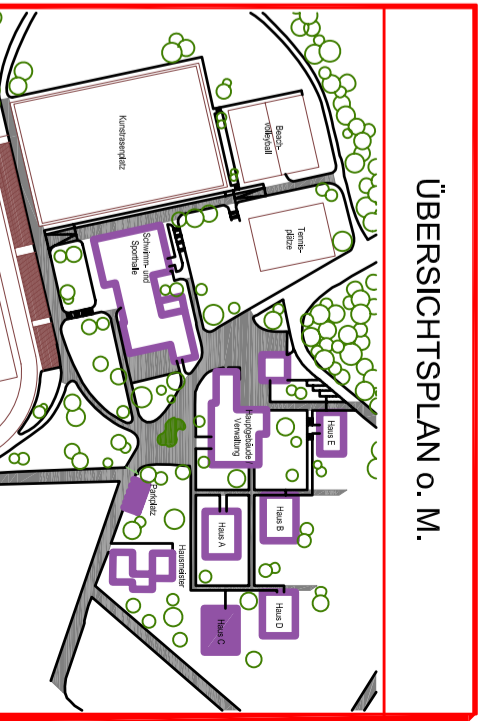 ÜBERSICHTSPLAN o. M.
Beach-
volleyball
Kunstrasenplatz
Tennis-
plätze
Schwimm- und
Sporthalle
Hauptgebäude
Verwaltung
Haus E
Haus B
Haus A
Parkplatz
Hausmeister
Haus D
Haus C